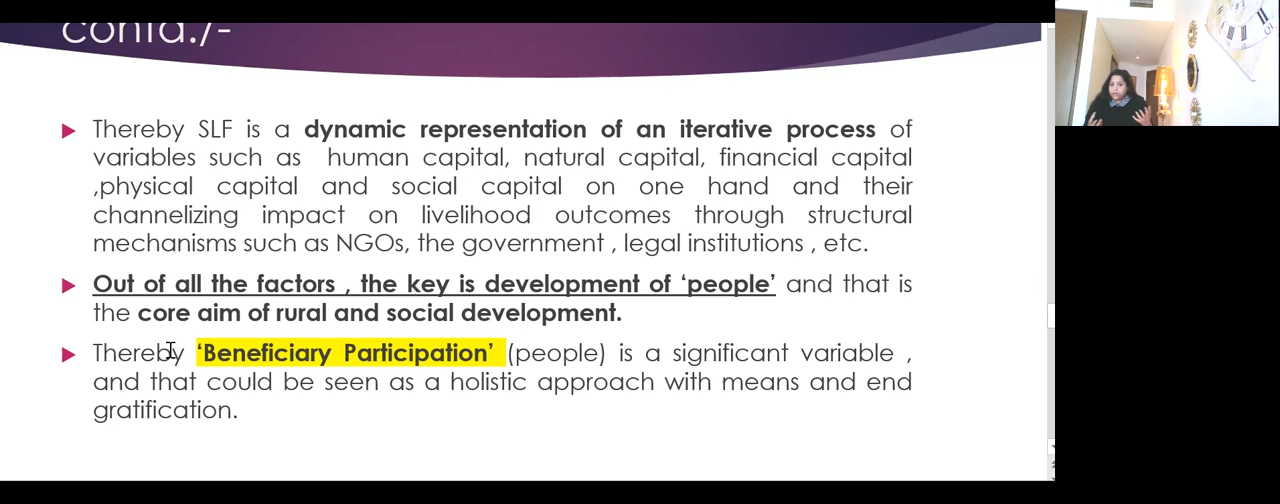 contd./-
Thereby SLF is a dynamic representation of an iterative process of
variables such as human capital, natural capital, financial capital
,physical capital and social capital on one hand and their
channelizing impact on livelihood outcomes through structural
mechanisms such as NGOs, the government , legal institutions , etc.
Out of all the factors , the key is development of ‘people’ and that is
the core aim of rural and social development.
Thereby ‘Beneficiary Participation’ (people) is a significant variable ,
and that could be seen as a holistic approach with means and end
gratification.